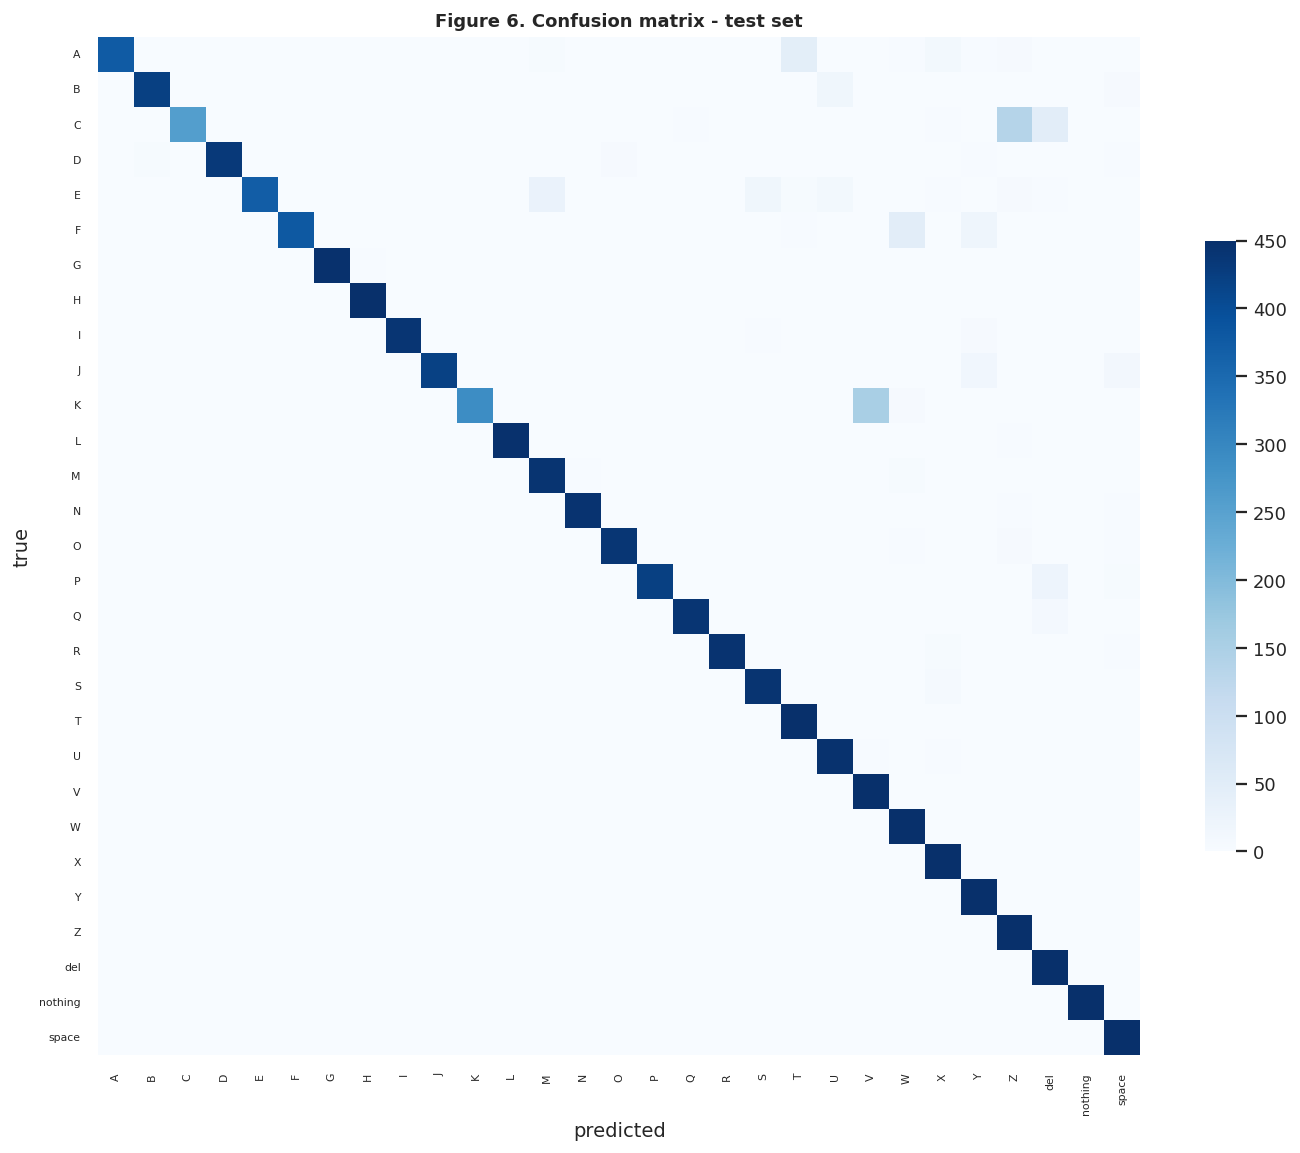 Figure 6. Confusion matrix - test set
true
A
B
C
D
E
F
G
H
I
J
K
L
M
N
O
P
Q
R
S
T
U
V
W
X
Y
Z
del
nothing
space
A B C D E F G H I J K L M N O P Q R S T U V W X Y Z del nothing space
predicted
450
400
350
300
250
200
150
100
50
0